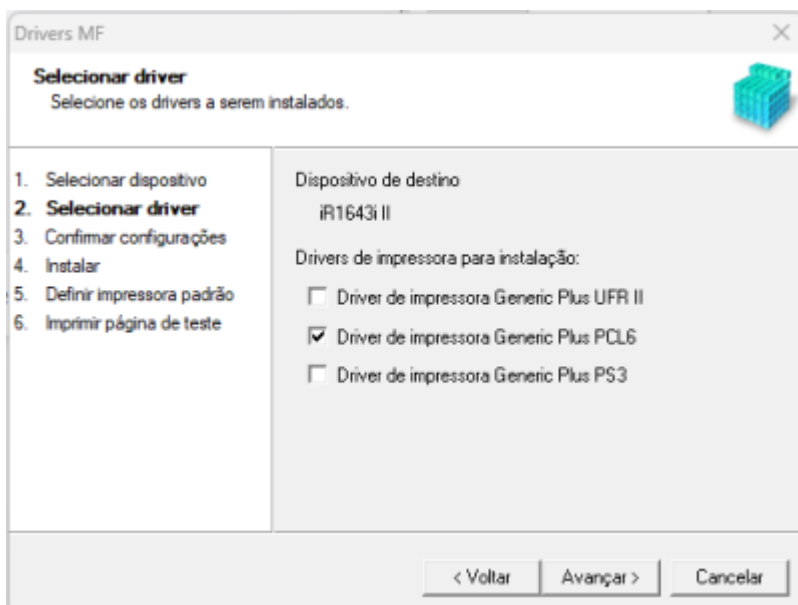 Drivers MF
Selecionar driver
Selecione os drivers a serem instalados.
1. Selecionar dispositivo
2. Selecionar driver
3. Confirmar configurações
4. Instalar
5. Definir impressora padrão
6. Imprimir página de teste
Dispositivo de destino
iR1643i II
Drivers de impressora para instalação:
Driver de impressora Generic Plus UFR II
Driver de impressora Generic Plus PCL6
Driver de impressora Generic Plus PS3
< Voltar
Avançar >
Cancelar